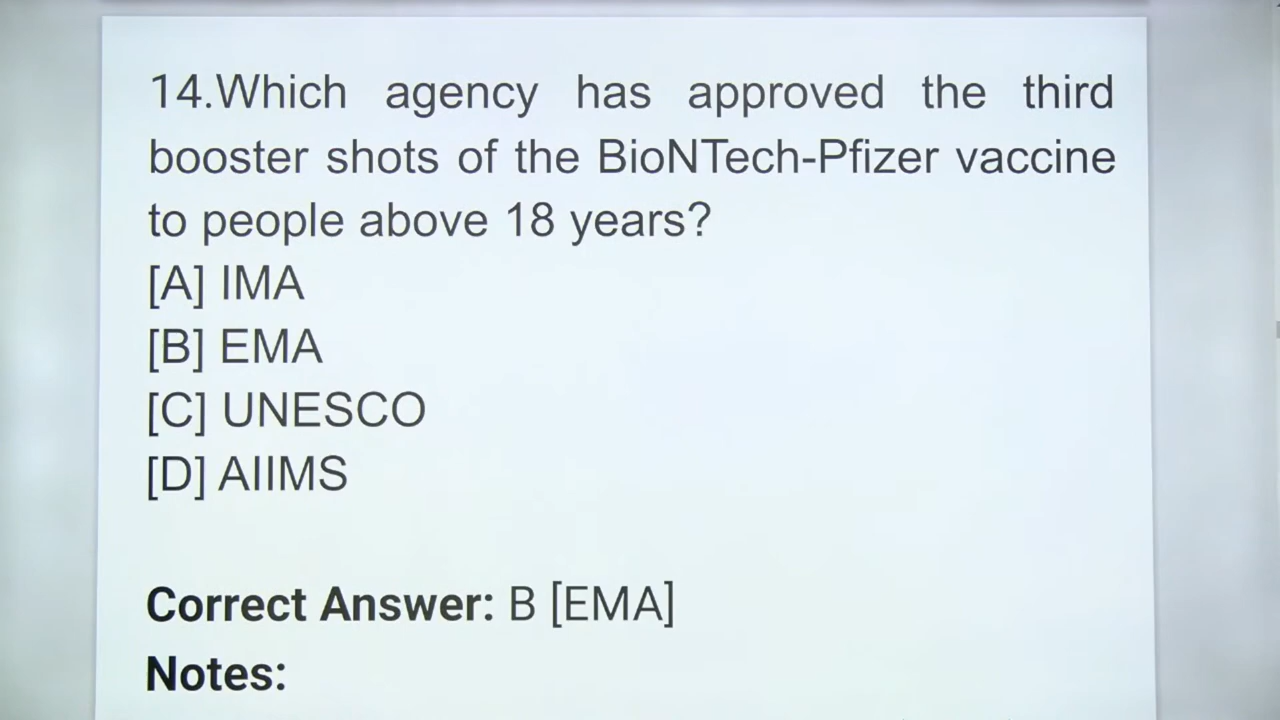 14.Which agency has approved the third
booster shots of the BioNTech-Pfizer vaccine
to people above 18 years?
[A] IMA
[B] EMA
[C] UNESCO
[D] AIIMS
Correct Answer: B [EMA]
Notes: